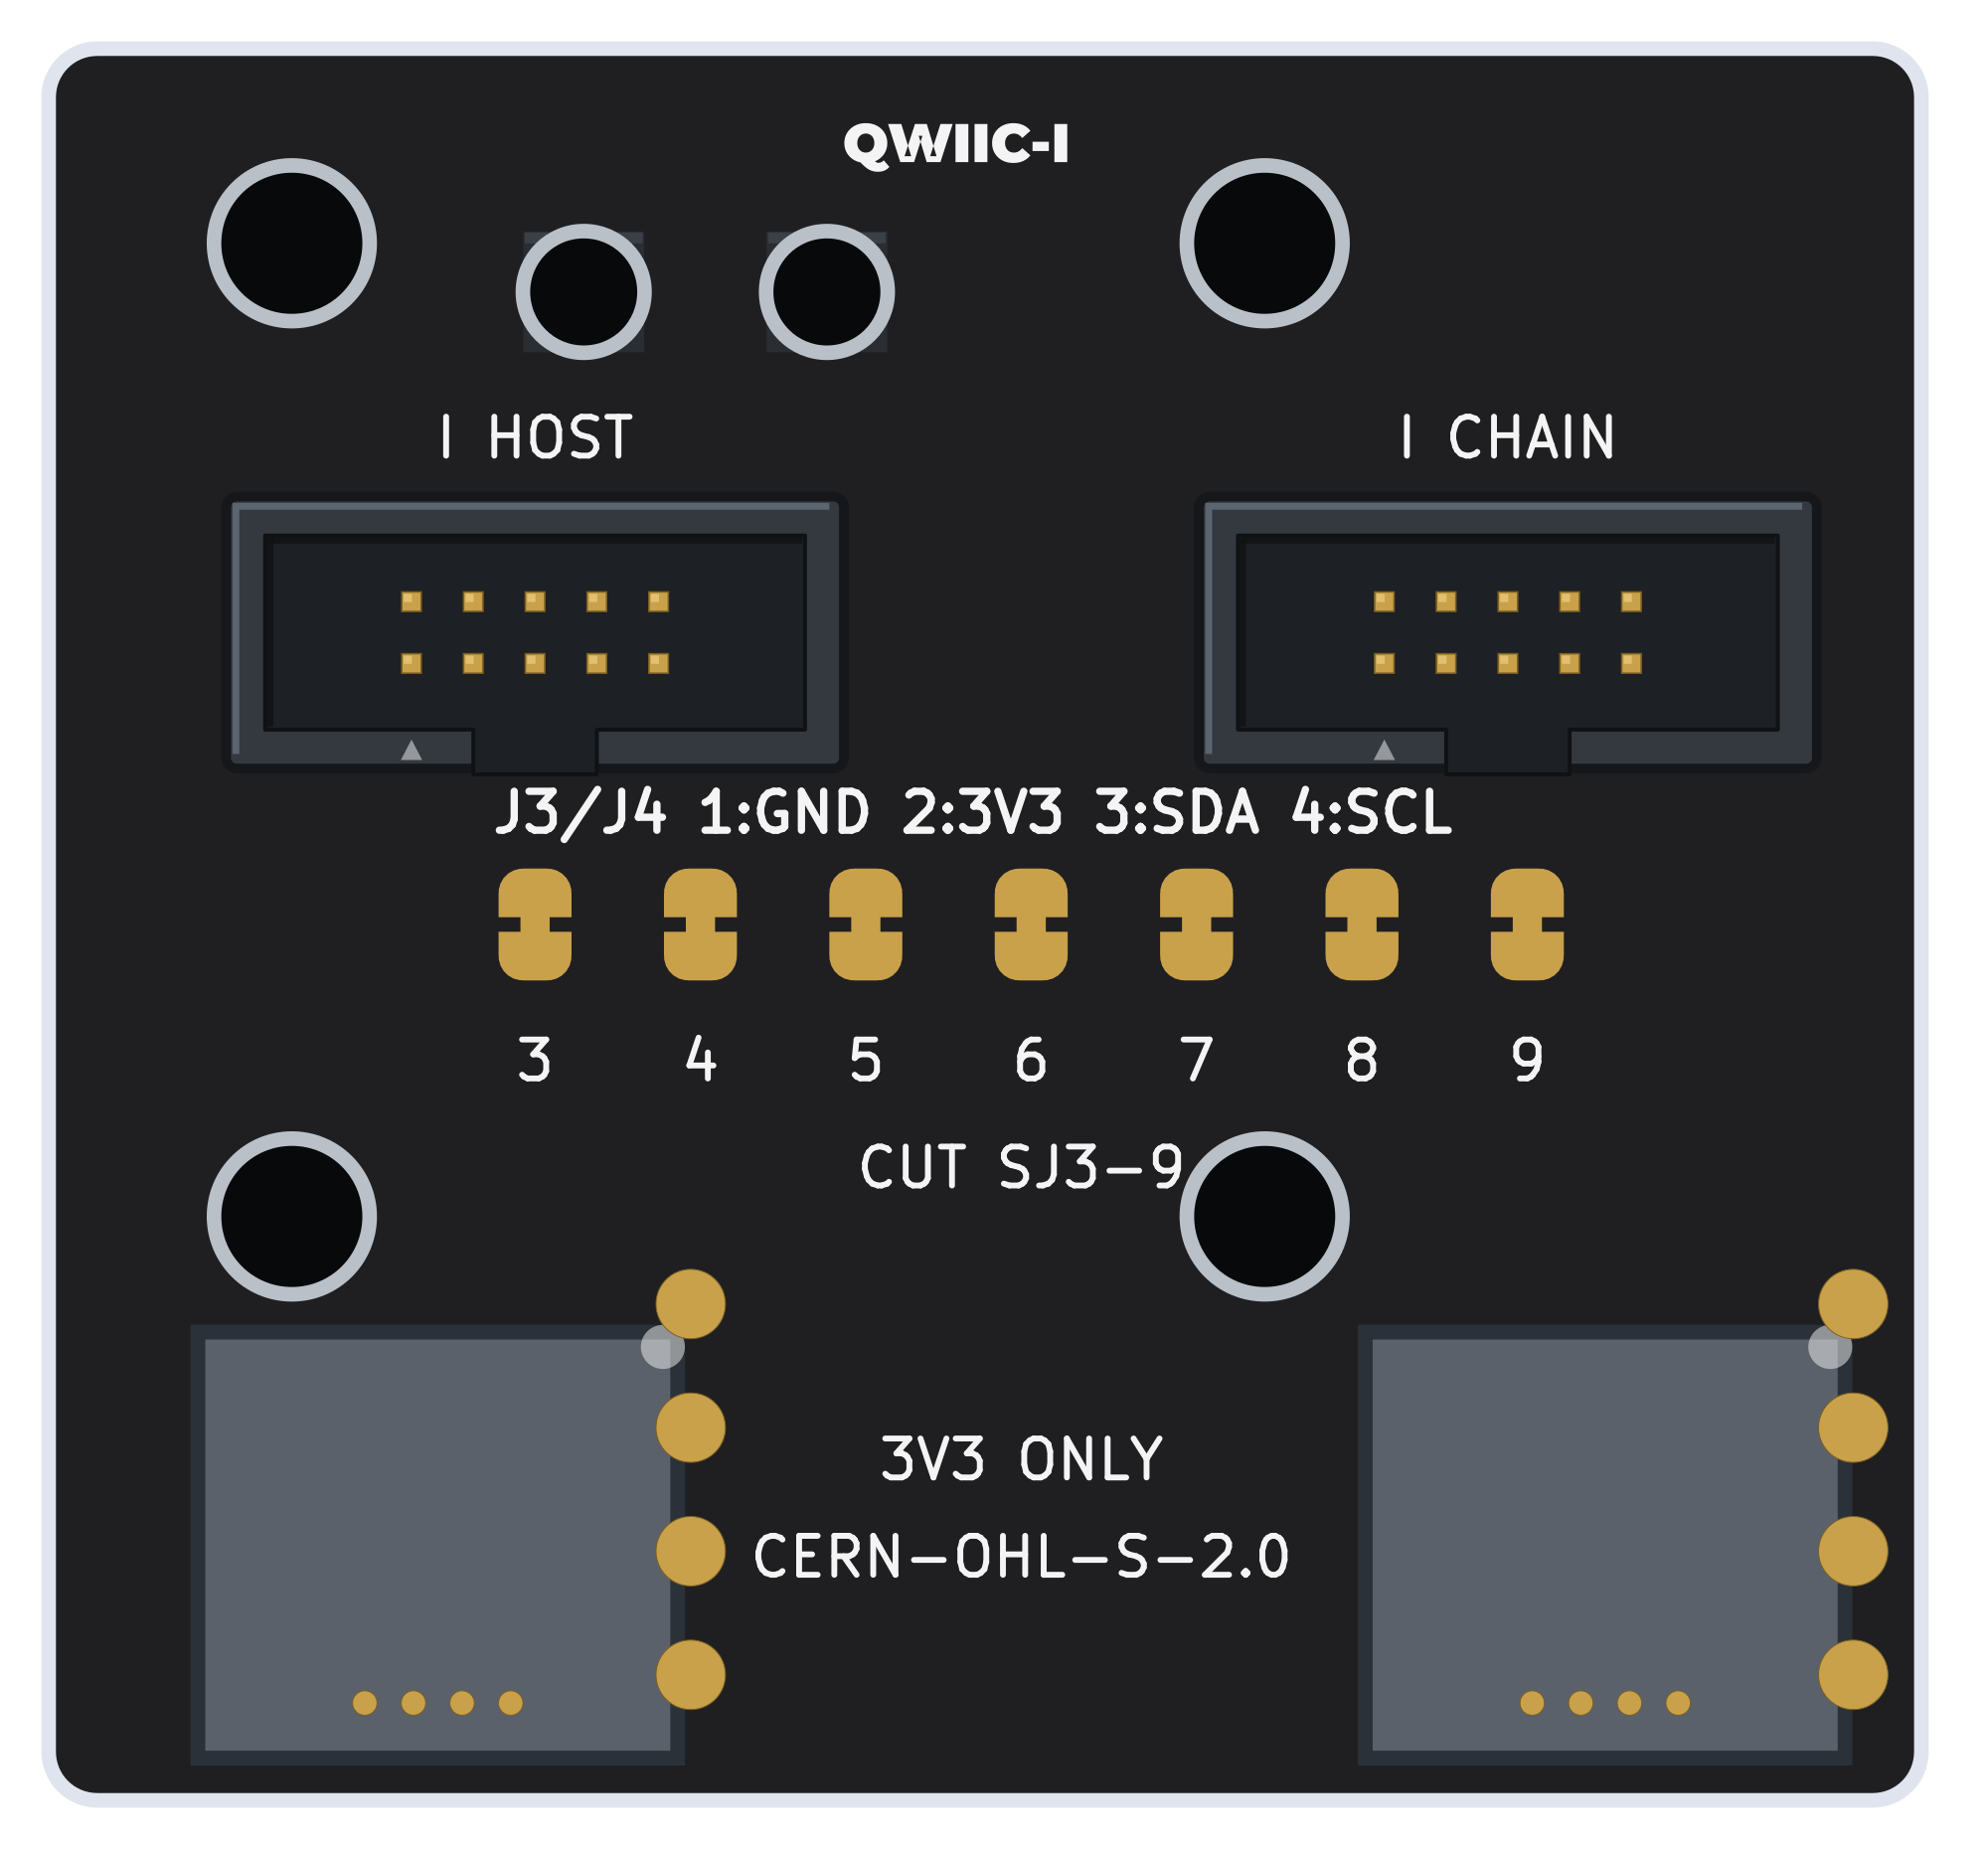 QWIIC-I
I HOST
I CHAIN
J3/J4 1:GND 2:3V3 3:SDA 4:SCL
3 4 5 6 7 8 9
CUT SJ3-9
3V3 ONLY
CERN-OHL-S-2.0